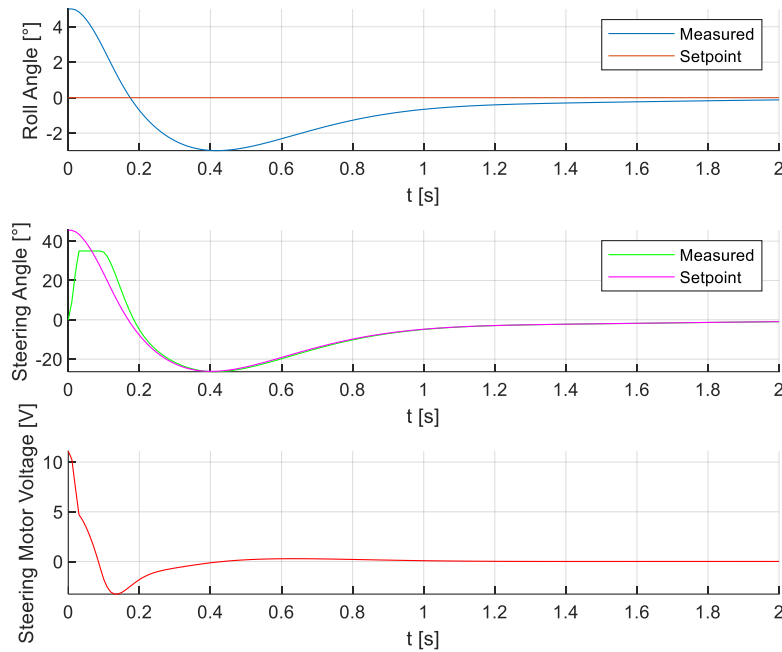 Roll Angle [°]
4
2
0
-2
Measured
Setpoint
0 0.2 0.4 0.6 0.8 1 1.2 1.4 1.6 1.8 2
t [s]
Steering Angle [°]
40
20
0
-20
Measured
Setpoint
0 0.2 0.4 0.6 0.8 1 1.2 1.4 1.6 1.8 2
t [s]
Steering Motor Voltage [V]
10
5
0
0 0.2 0.4 0.6 0.8 1 1.2 1.4 1.6 1.8 2
t [s]